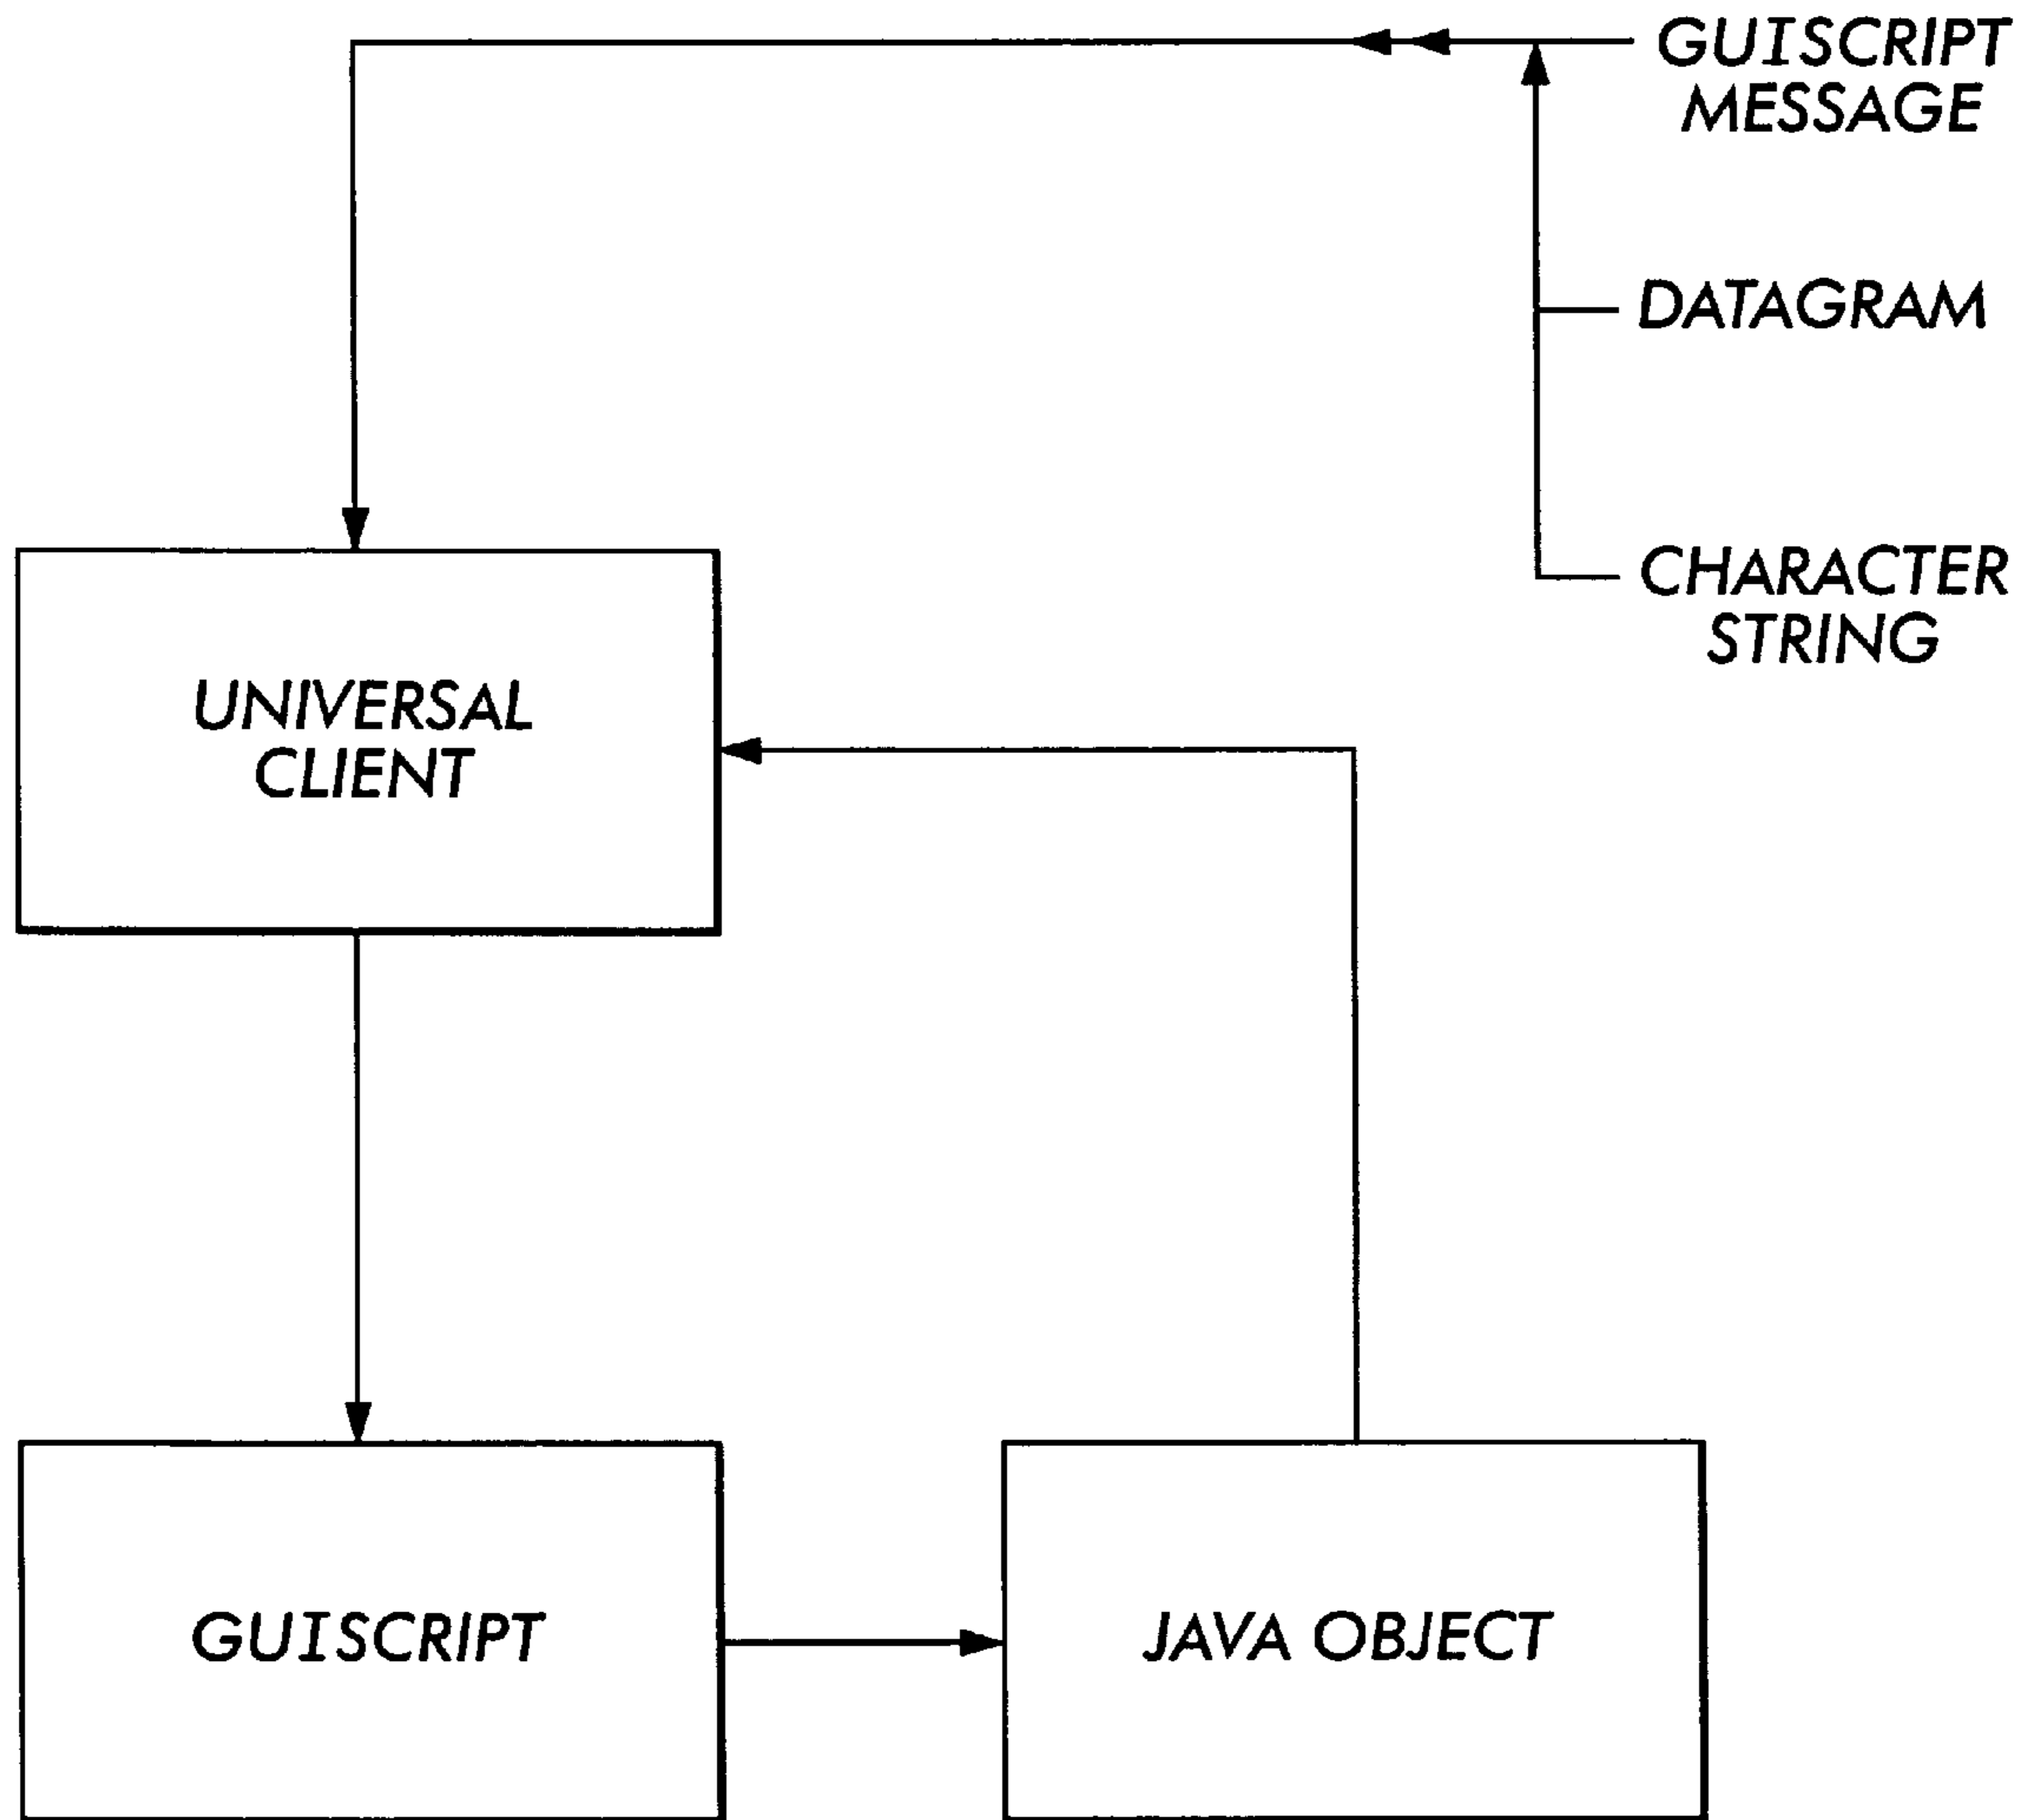 GUISCRIPT
MESSAGE
DATAGRAM
CHARACTER
STRING
UNIVERSAL
CLIENT
GUISCRIPT
JAVA OBJECT